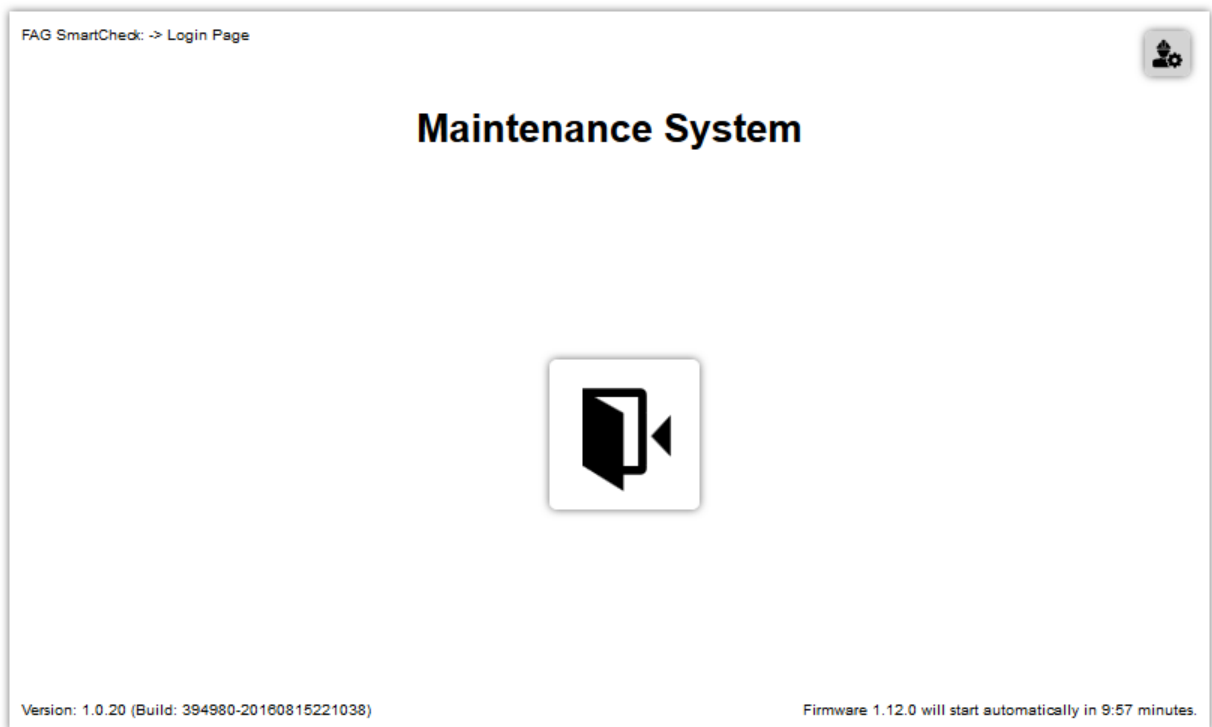 FAG SmartCheck: -> Login Page
Maintenance System
Version: 1.0.20 (Build: 394980-20160815221038)
Firmware 1.12.0 will start automatically in 9:57 minutes.